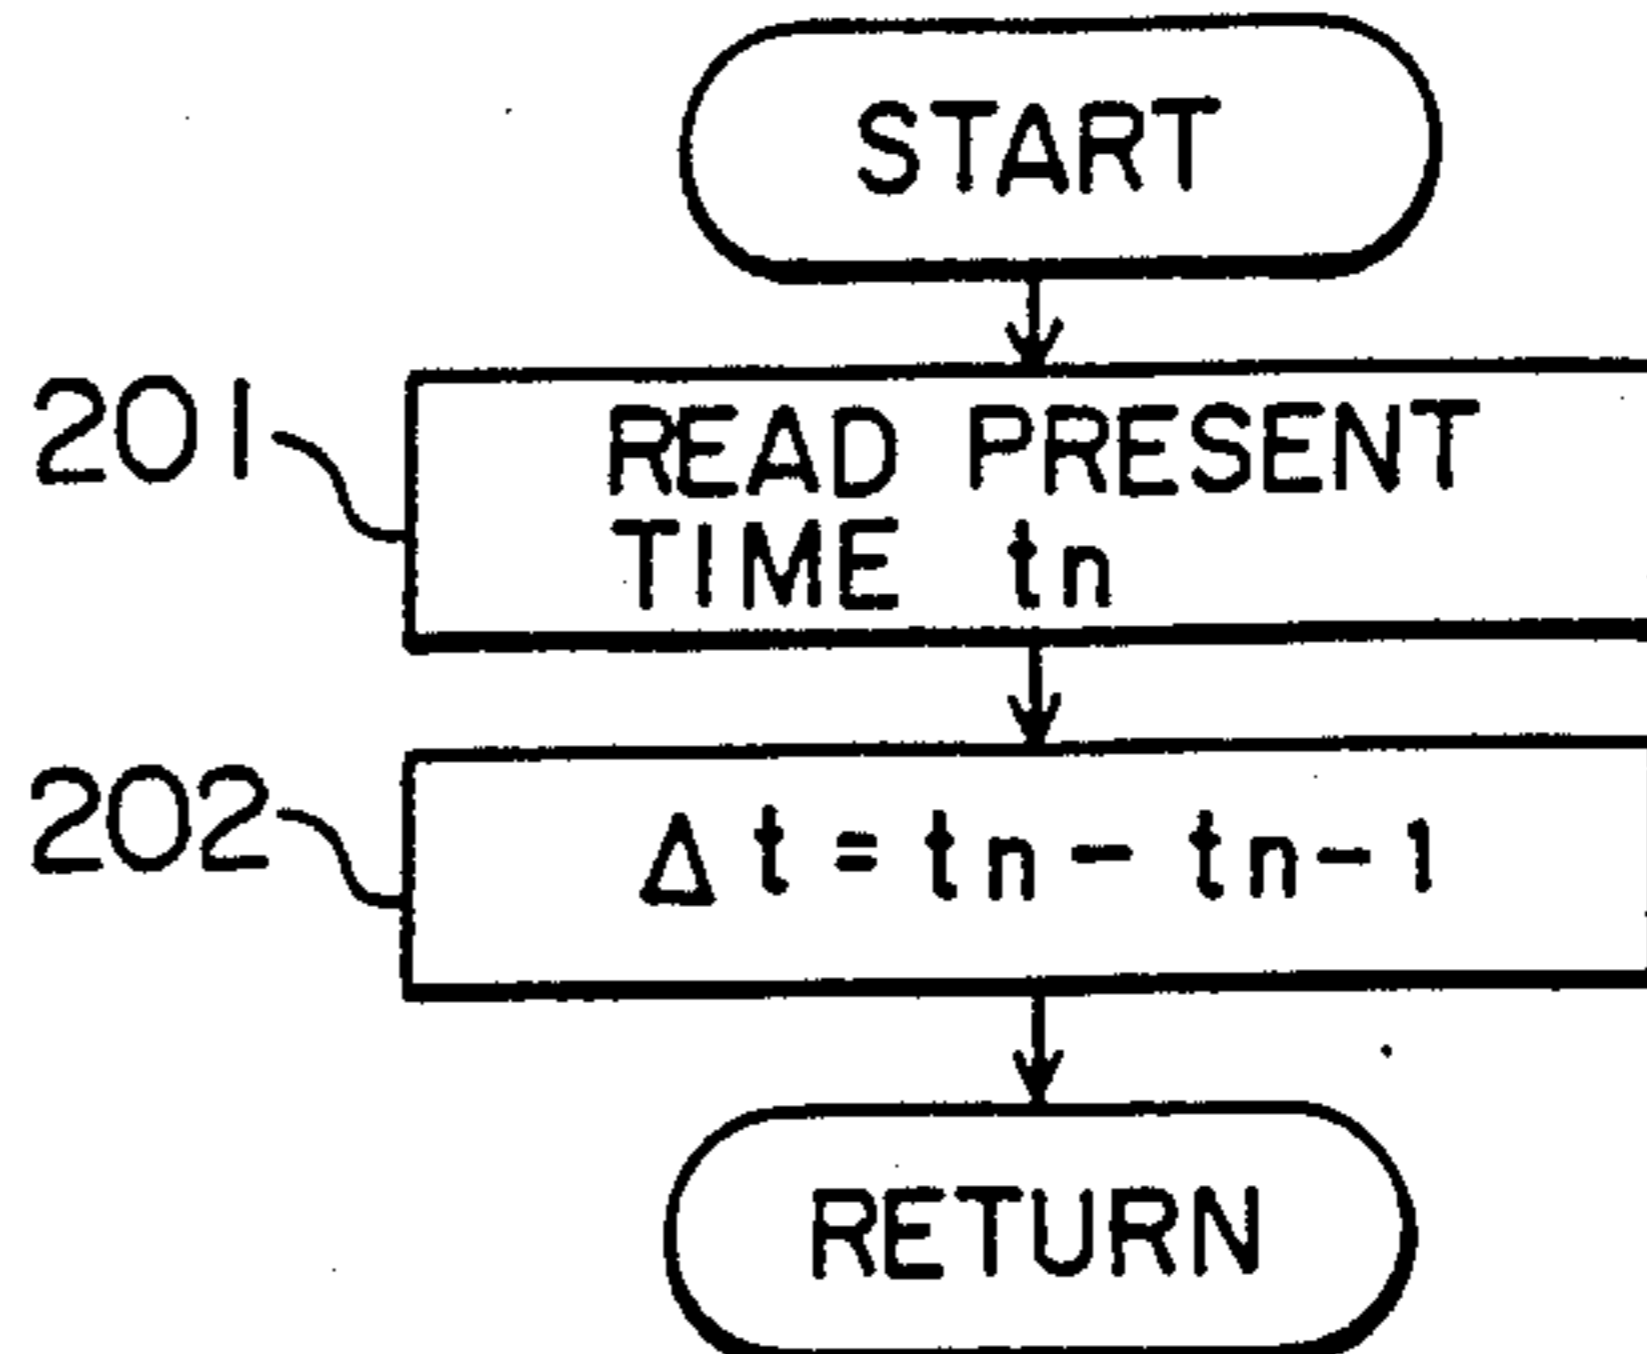 START
201
READ PRESENT
TIME tn
202
Δt = tn - tn-1
RETURN